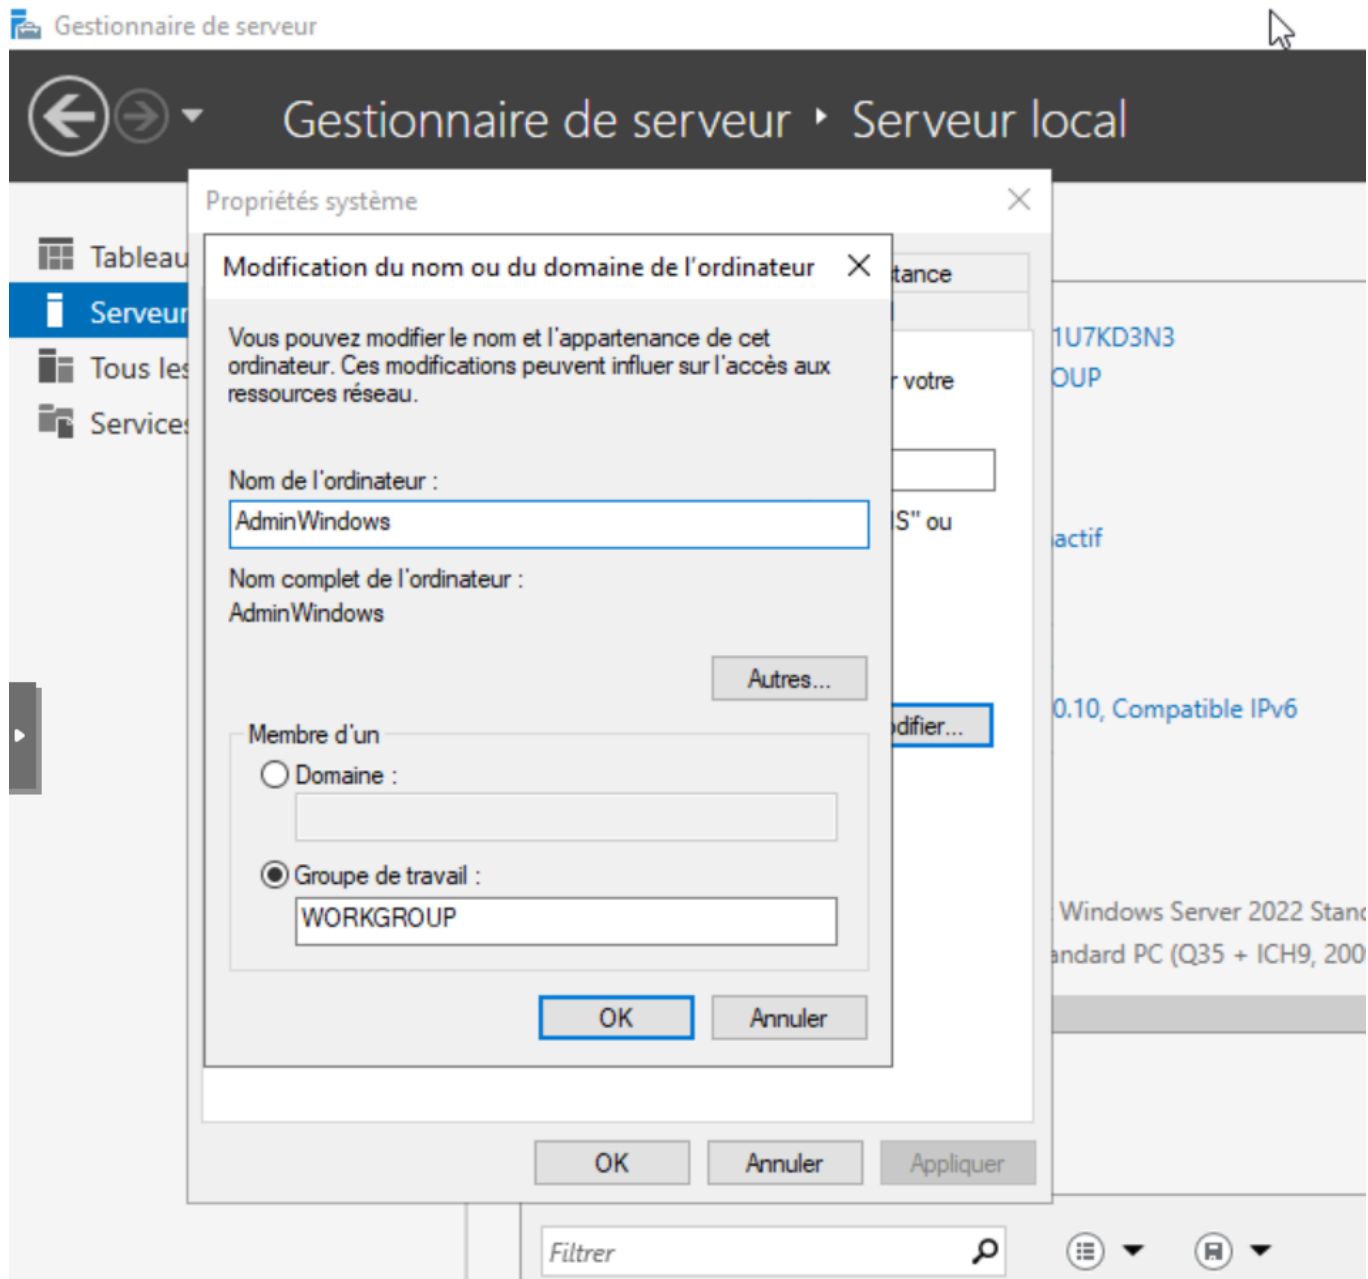 Gestionnaire de serveur
Gestionnaire de serveur ‣ Serveur local
Propriétés système
Tableau
Serveur
Tous les
Services
Modification du nom ou du domaine de l'ordinateur
tance
Vous pouvez modifier le nom et l'appartenance de cet
ordinateur. Ces modifications peuvent influer sur l'accès aux
ressources réseau.
1U7KD3N3
OUP
r votre
Nom de l'ordinateur :
AdminWindows
IS" ou
actif
Nom complet de l'ordinateur :
AdminWindows
Autres...
0.10, Compatible IPv6
odifier...
Membre d'un
Domaine :
Groupe de travail :
WORKGROUP
Windows Server 2022 Stand
andard PC (Q35 + ICH9, 200
OK
Annuler
OK
Annuler
Appliquer
Filtrer